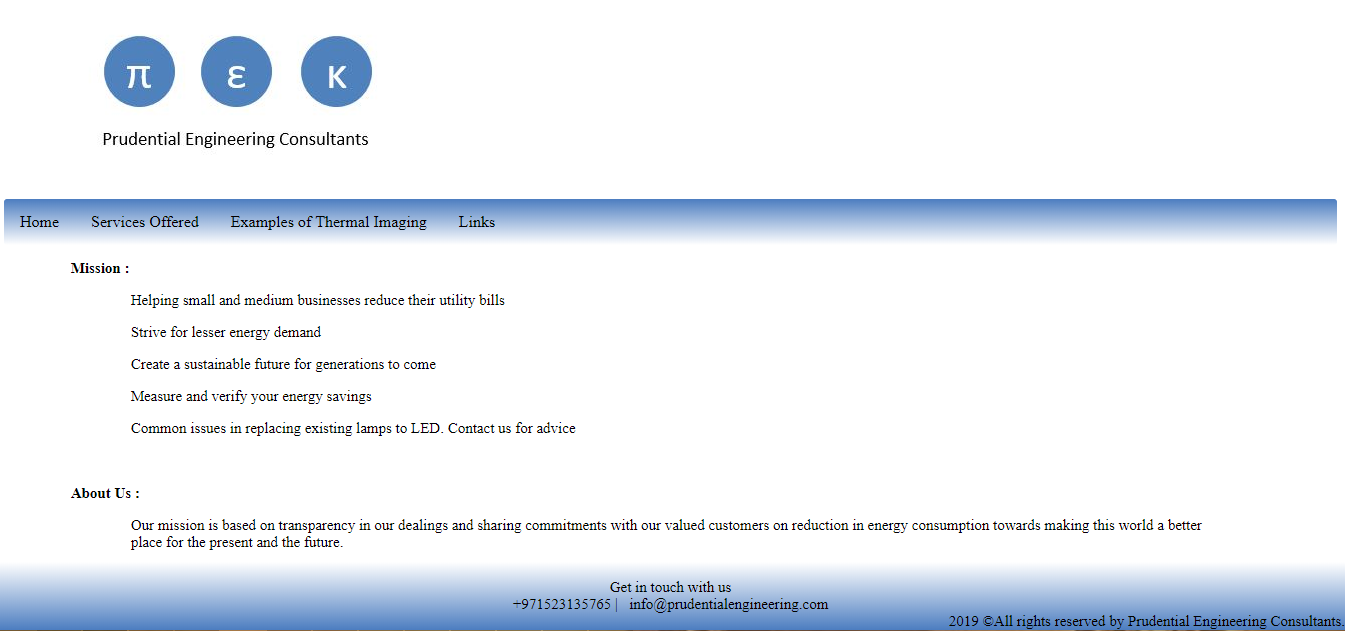 π ε κ
Prudential Engineering Consultants
Home Services Offered Examples of Thermal Imaging Links
Mission :
Helping small and medium businesses reduce their utility bills
Strive for lesser energy demand
Create a sustainable future for generations to come
Measure and verify your energy savings
Common issues in replacing existing lamps to LED. Contact us for advice
About Us :
Our mission is based on transparency in our dealings and sharing commitments with our valued customers on reduction in energy consumption towards making this world a better
place for the present and the future.
Get in touch with us
+971523135765 | info@prudentialengineering.com
2019 ©All rights reserved by Prudential Engineering Consultants.